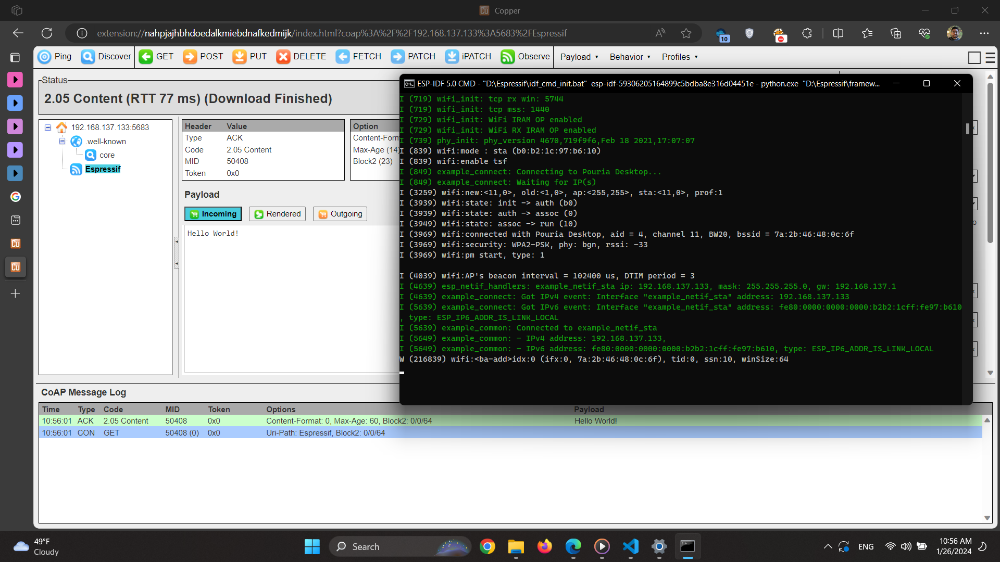 Cu Copper
extension://nahpjajhbhdoedalkmiebdnafkedmijk/index.html?coap%3A%2F%2F192.168.137.133%3A5683%2FEspressif
10
Ping Discover GET POST PUT DELETE FETCH PATCH iPATCH Observe Payload Behavior Profiles
Status
2.05 Content (RTT 77 ms) (Download Finished)
192.168.137.133:5683
.well-known
core
Espressif
Header Value
Type ACK
Code 2.05 Content
MID 50408
Token 0x0
Option
Content-Form
Max-Age (14)
Block2 (23)
Payload
Incoming Rendered Outgoing
Hello World!
Cu
Cu
ESP-IDF 5.0 CMD - "D:\Espressif\idf_cmd_init.bat" esp-idf-59306205164899c5bdba8e316d04451e - python.exe "D:\Espressif\framew...
I (719) wifi_init: tcp rx win: 5744
I (719) wifi_init: tcp mss: 1440
I (729) wifi_init: WiFi IRAM OP enabled
I (729) wifi_init: WiFi RX IRAM OP enabled
I (739) phy_init: phy_version 4670,719f9f6,Feb 18 2021,17:07:07
I (839) wifi:mode : sta (b0:b2:1c:97:b6:10)
I (839) wifi:enable tsf
I (849) example_connect: Connecting to Pouria Desktop...
I (849) example_connect: Waiting for IP(s)
I (3259) wifi:new:<11,0>, old:<1,0>, ap:<255,255>, sta:<11,0>, prof:1
I (3939) wifi:state: init -> auth (b0)
I (3939) wifi:state: auth -> assoc (0)
I (3949) wifi:state: assoc -> run (10)
I (3969) wifi:connected with Pouria Desktop, aid = 4, channel 11, BW20, bssid = 7a:2b:46:48:0c:6f
I (3969) wifi:security: WPA2-PSK, phy: bgn, rssi: -33
I (3969) wifi:pm start, type: 1
I (4039) wifi:AP's beacon interval = 102400 us, DTIM period = 3
I (4639) esp_netif_handlers: example_netif_sta ip: 192.168.137.133, mask: 255.255.255.0, gw: 192.168.137.1
I (4639) example_connect: Got IPv4 event: Interface "example_netif_sta" address: 192.168.137.133
I (5639) example_connect: Got IPv6 event: Interface "example_netif_sta" address: fe80:0000:0000:0000:b2b2:1cff:fe97:b610
, type: ESP_IP6_ADDR_IS_LINK_LOCAL
I (5639) example_common: Connected to example_netif_sta
I (5649) example_common: - IPv4 address: 192.168.137.133,
I (5649) example_common: - IPv6 address: fe80:0000:0000:0000:b2b2:1cff:fe97:b610, type: ESP_IP6_ADDR_IS_LINK_LOCAL
W (216839) wifi:<ba-add>idx:0 (ifx:0, 7a:2b:46:48:0c:6f), tid:0, ssn:10, winSize:64
CoAP Message Log
Time Type Code MID Token Options Payload
10:56:01 ACK 2.05 Content 50408 0x0 Content-Format: 0, Max-Age: 60, Block2: 0/0/64 Hello World!
10:56:01 CON GET 50408 (0) 0x0 Uri-Path: Espressif, Block2: 0/0/64
49°F
Cloudy
Search
ENG
10:56 AM
1/26/2024